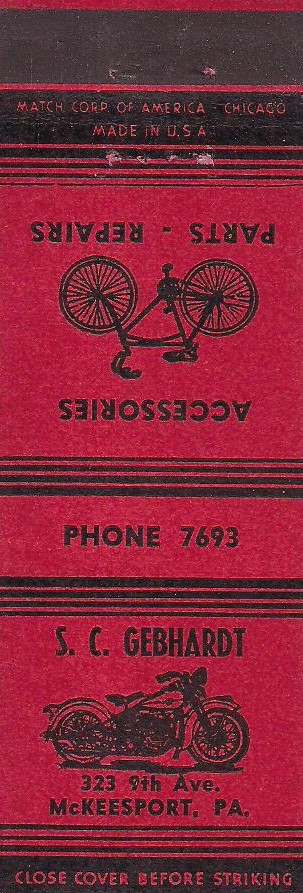 MATCH CORP. OF AMERICA - CHICAGO
MADE IN U.S.A.
PARTS - REPAIRS
ACCESSORIES
PHONE 7693
S. C. GEBHARDT
323 9th Ave.
McKEESPORT, PA.
CLOSE COVER BEFORE STRIKING